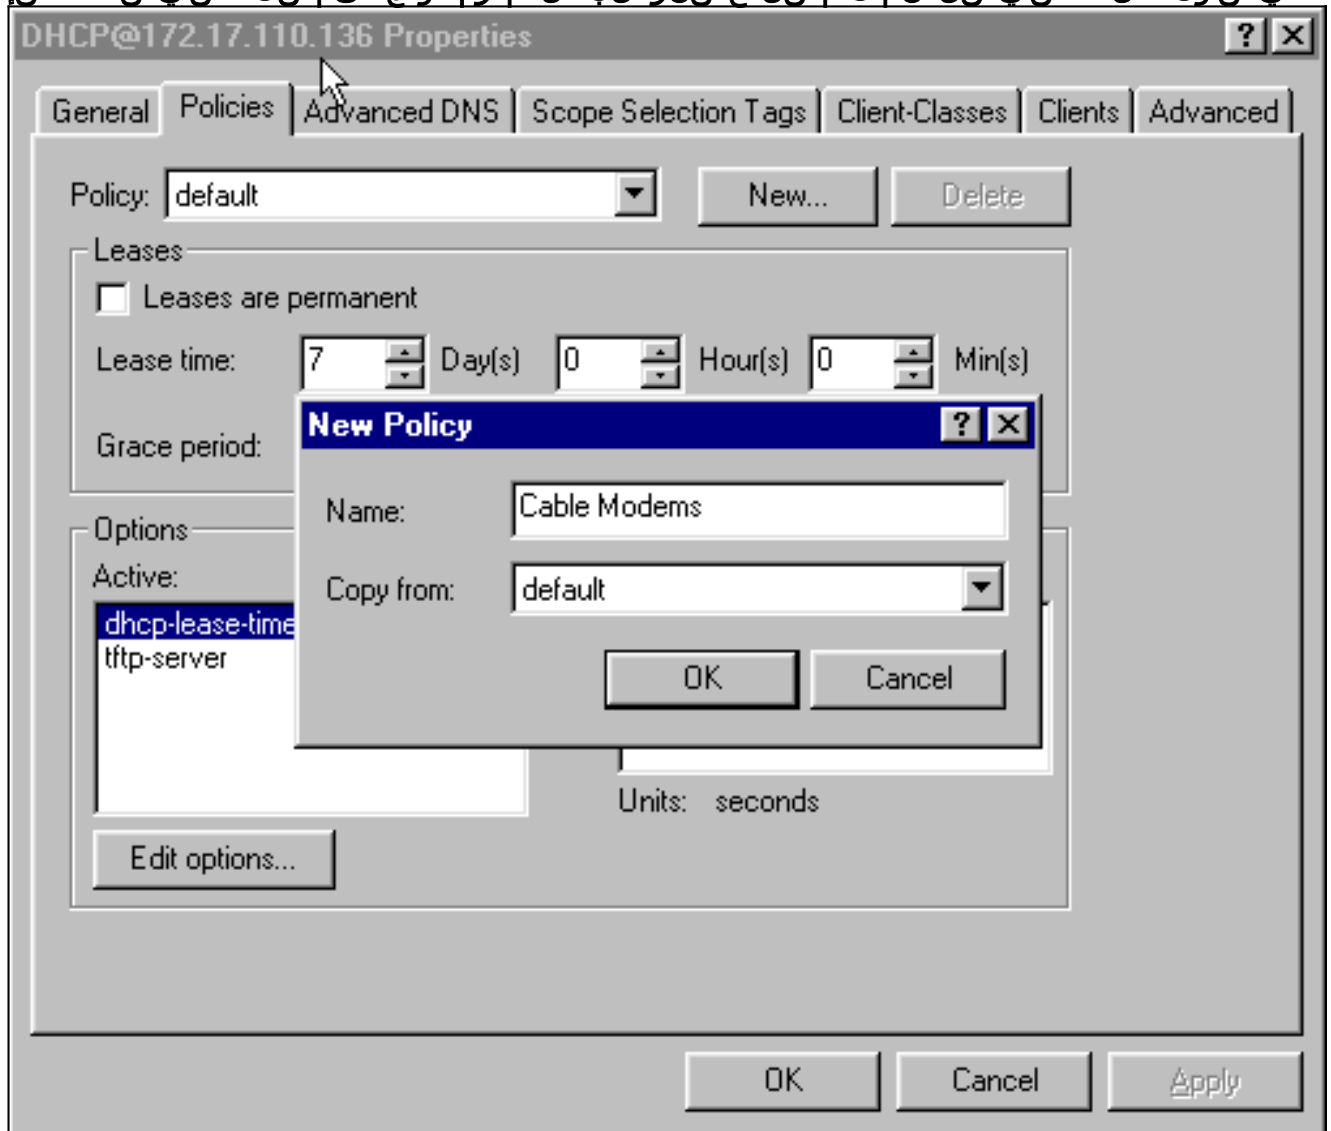 DHCP@172.17.110.136 Properties
General Policies Advanced DNS Scope Selection Tags Client-Classes Clients Advanced
Policy: default New... Delete
Leases
Leases are permanent
Lease time: 7 Day(s) 0 Hour(s) 0 Min(s)
Grace period:
New Policy
Name: Cable Modems
Copy from: default
OK Cancel
Options
Active:
dhcp-lease-time
tftp-server
Units: seconds
Edit options...
OK Cancel Apply